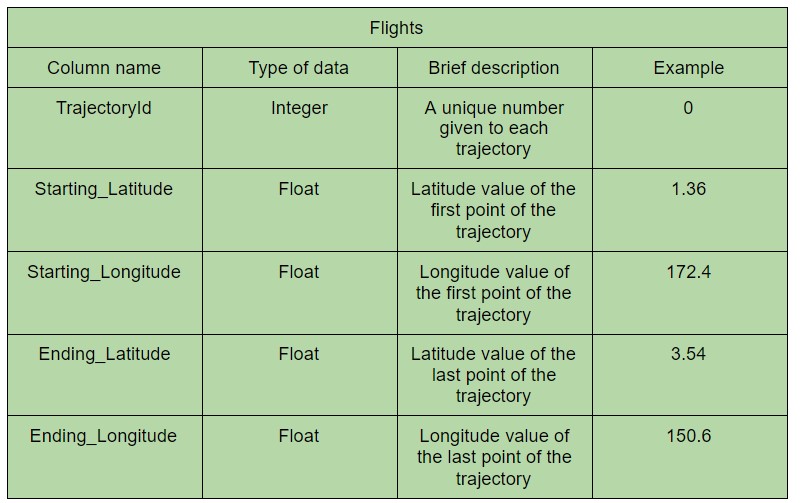 Flights
Column name Type of data Brief description Example
TrajectoryId Integer A unique number 0
given to each
trajectory
Starting_Latitude Float Latitude value of the 1.36
first point of the
trajectory
Starting_Longitude Float Longitude value of 172.4
the first point of the
trajectory
Ending_Latitude Float Latitude value of the 3.54
last point of the
trajectory
Ending_Longitude Float Longitude value of 150.6
the last point of the
trajectory